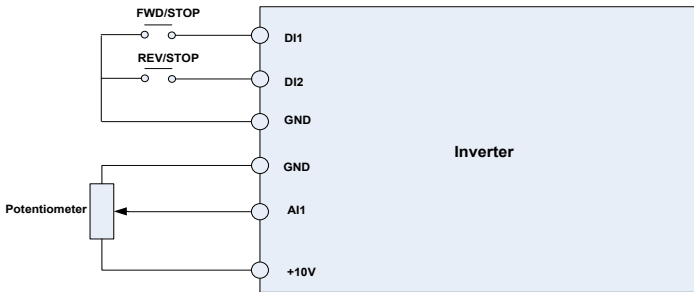 FWD/STOP
DI1
REV/STOP
DI2
GND
Inverter
GND
Potentiometer
AI1
+10V